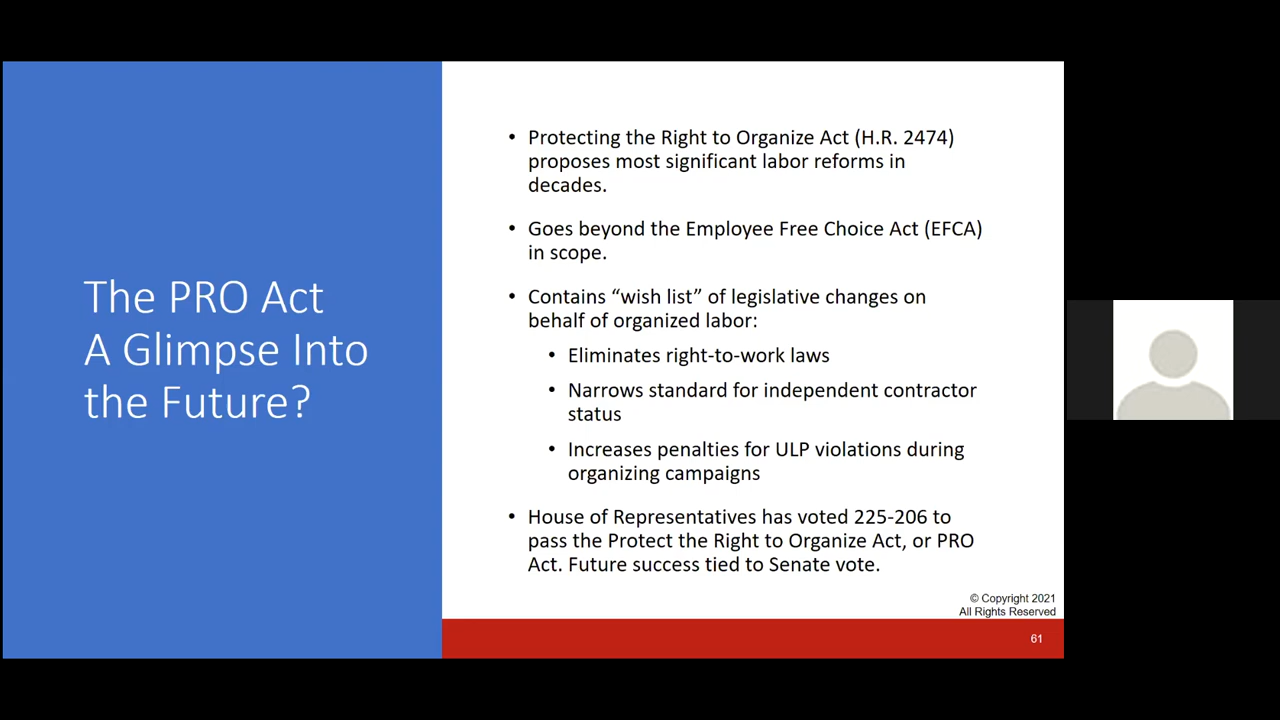 The PRO Act
A Glimpse Into
the Future?
• Protecting the Right to Organize Act (H.R. 2474)
proposes most significant labor reforms in
decades.
• Goes beyond the Employee Free Choice Act (EFCA)
in scope.
• Contains “wish list” of legislative changes on
behalf of organized labor:
• Eliminates right-to-work laws
• Narrows standard for independent contractor
status
• Increases penalties for ULP violations during
organizing campaigns
• House of Representatives has voted 225-206 to
pass the Protect the Right to Organize Act, or PRO
Act. Future success tied to Senate vote.
© Copyright 2021
All Rights Reserved
61